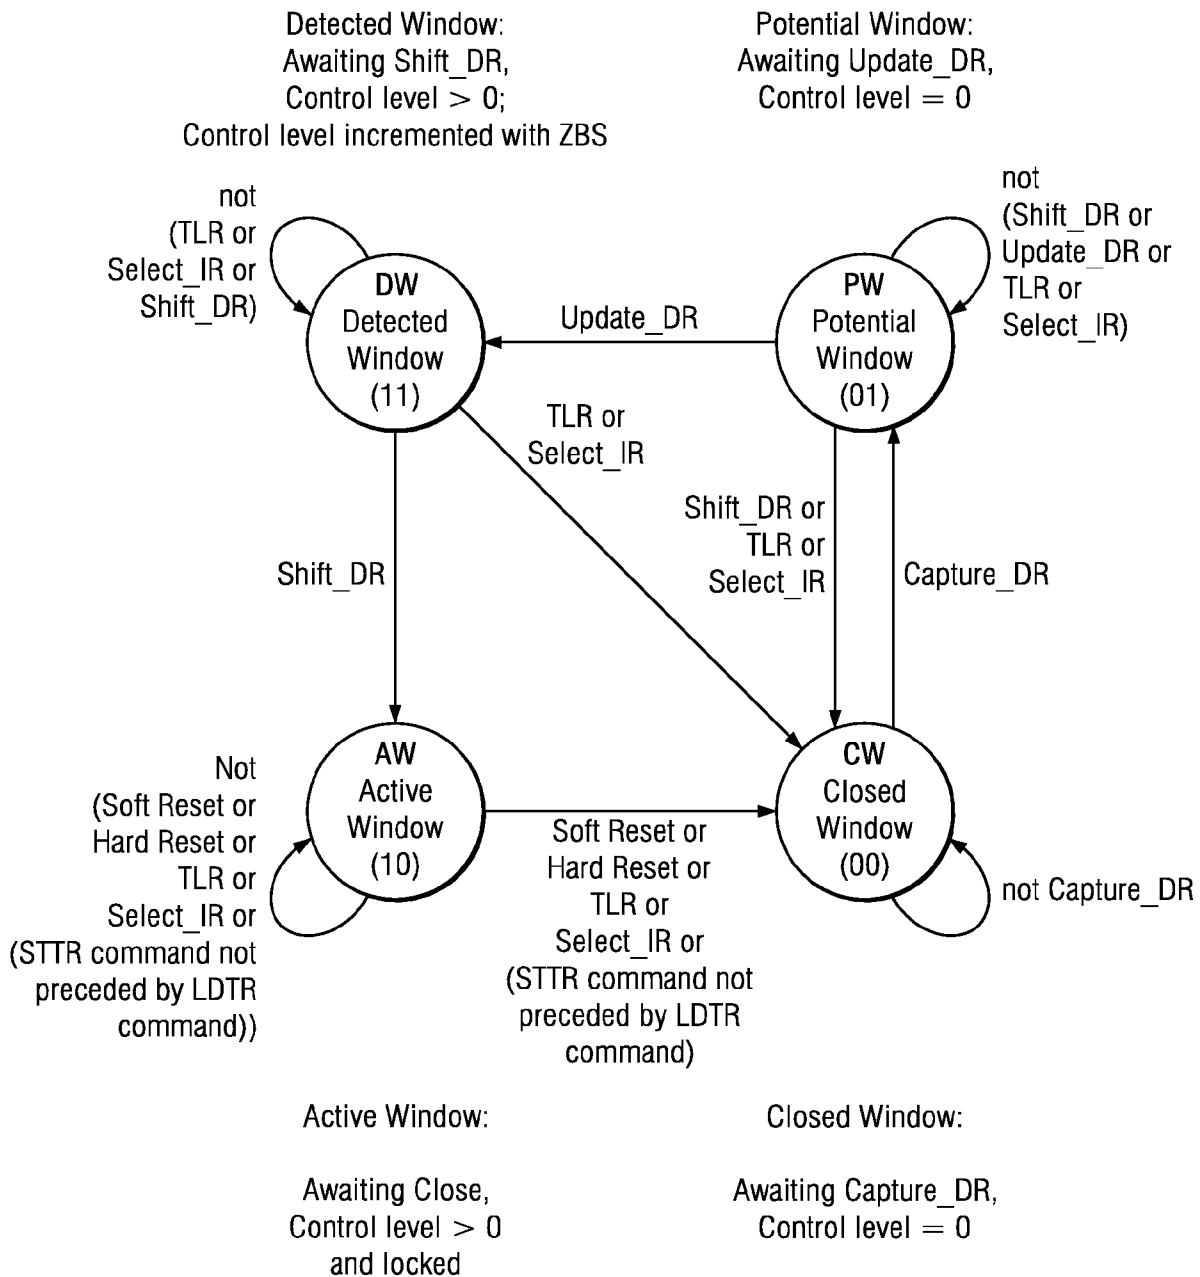 Detected Window:
Awaiting Shift_DR,
Control level > 0;
Control level incremented with ZBS
Potential Window:
Awaiting Update_DR,
Control level = 0
not
(TLR or
Select_IR or
Shift_DR)
DW
Detected
Window
(11)
Update_DR
PW
Potential
Window
(01)
not
(Shift_DR or
Update_DR or
TLR or
Select_IR)
TLR or
Select_IR
Shift_DR
Shift_DR or
TLR or
Select_IR
Capture_DR
Not
(Soft Reset or
Hard Reset or
TLR or
Select_IR or
(STTR command not
preceded by LDTR
command))
AW
Active
Window
(10)
Soft Reset or
Hard Reset or
TLR or
Select_IR or
(STTR command not
preceded by LDTR
command)
CW
Closed
Window
(00)
not Capture_DR
Active Window:
Awaiting Close,
Control level > 0
and locked
Closed Window:
Awaiting Capture_DR,
Control level = 0